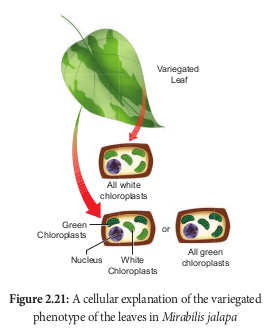 Variegated
Leaf
All white
chloroplasts
Green
Chloroplasts
or
Nucleus
White
Chloroplasts
All green
chloroplasts
Figure 2.21: A cellular explanation of the variegated
phenotype of the leaves in Mirabilis jalapa